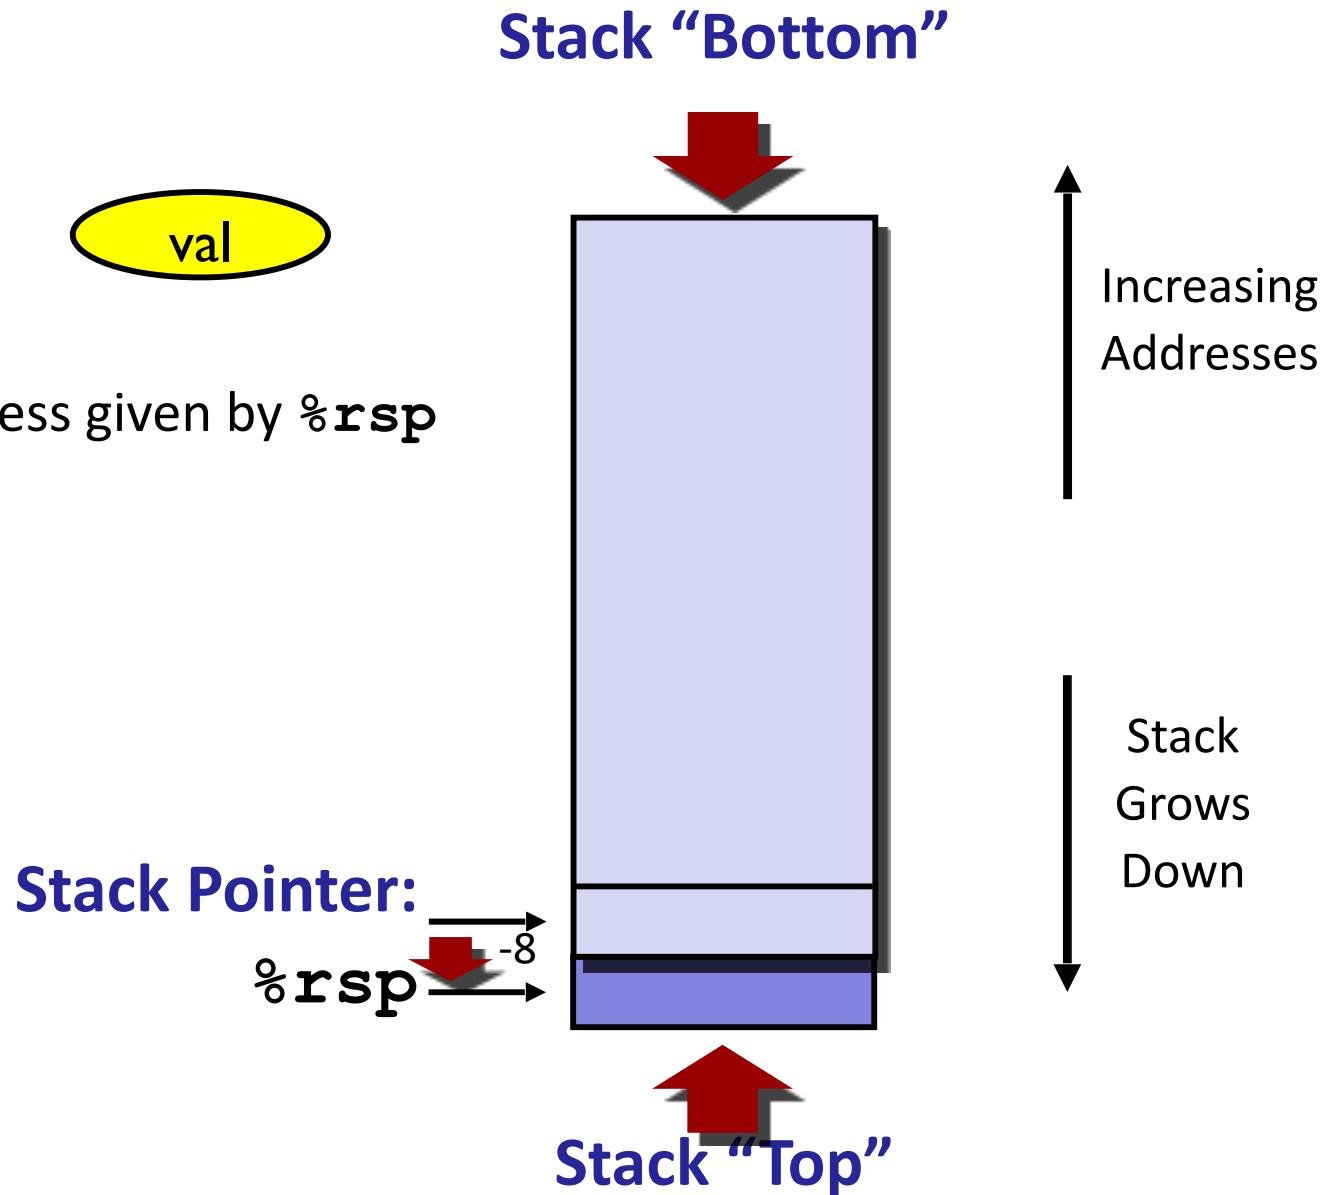 Stack “Bottom”
val
Increasing
Addresses
ess given by %rsp
Stack
Grows
Down
Stack Pointer:
-8
%rsp
Stack “Top”